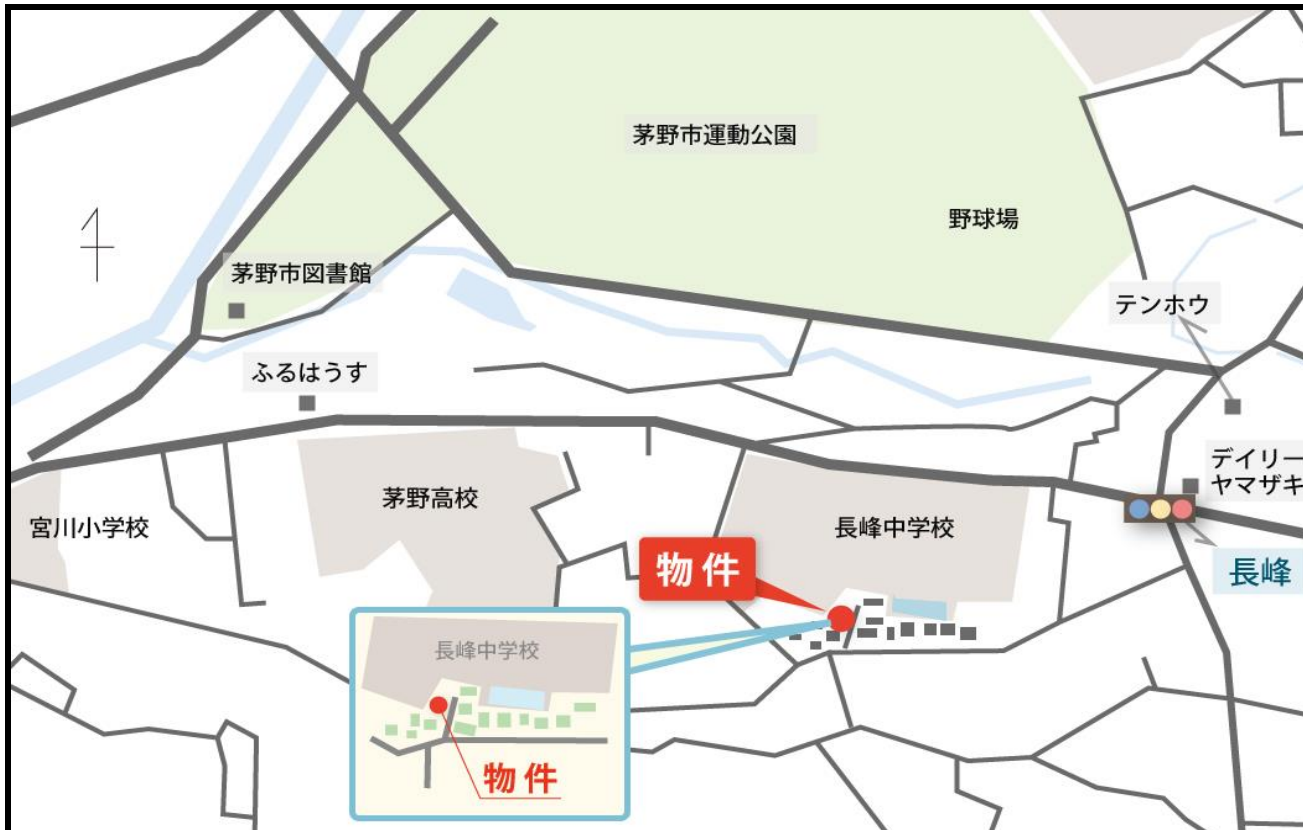 茅野市運動公園
野球場
茅野市図書館
テンホウ
ふるはうす
デイリー
ヤマザキ
茅野高校
宮川小学校
長峰中学校
物件
長峰
長峰中学校
物件